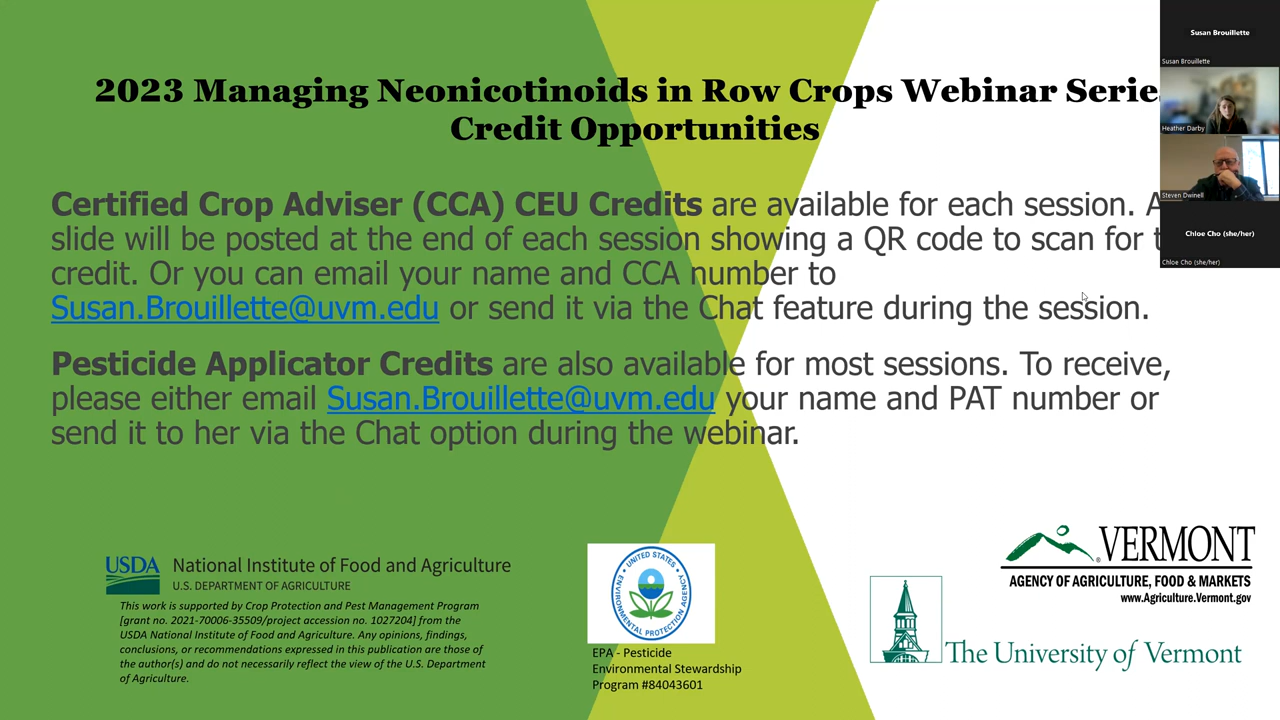 2023 Managing Neonicotinoids in Row Crops Webinar Serie
Credit Opportunities
Certified Crop Adviser (CCA) CEU Credits are available for each session. A
slide will be posted at the end of each session showing a QR code to scan for t
credit. Or you can email your name and CCA number to
Susan.Brouillette@uvm.edu or send it via the Chat feature during the session.
Pesticide Applicator Credits are also available for most sessions. To receive,
please either email Susan.Brouillette@uvm.edu your name and PAT number or
send it to her via the Chat option during the webinar.
Susan Brouillette
Susan Brouillette
Heather Darby
Steven Dwinell
Chloe Cho (she/her)
Chloe Cho (she/her)
USDA National Institute of Food and Agriculture
U.S. DEPARTMENT OF AGRICULTURE
This work is supported by Crop Protection and Pest Management Program
[grant no. 2021-70006-35509/project accession no. 1027204] from the
USDA National Institute of Food and Agriculture. Any opinions, findings,
conclusions, or recommendations expressed in this publication are those of
the author(s) and do not necessarily reflect the view of the U.S. Department
of Agriculture.
UNITED STATES
ENVIRONMENTAL PROTECTION AGENCY
EPA - Pesticide
Environmental Stewardship
Program #84043601
® VERMONT
AGENCY OF AGRICULTURE, FOOD & MARKETS
www.Agriculture.Vermont.gov
The University of Vermont